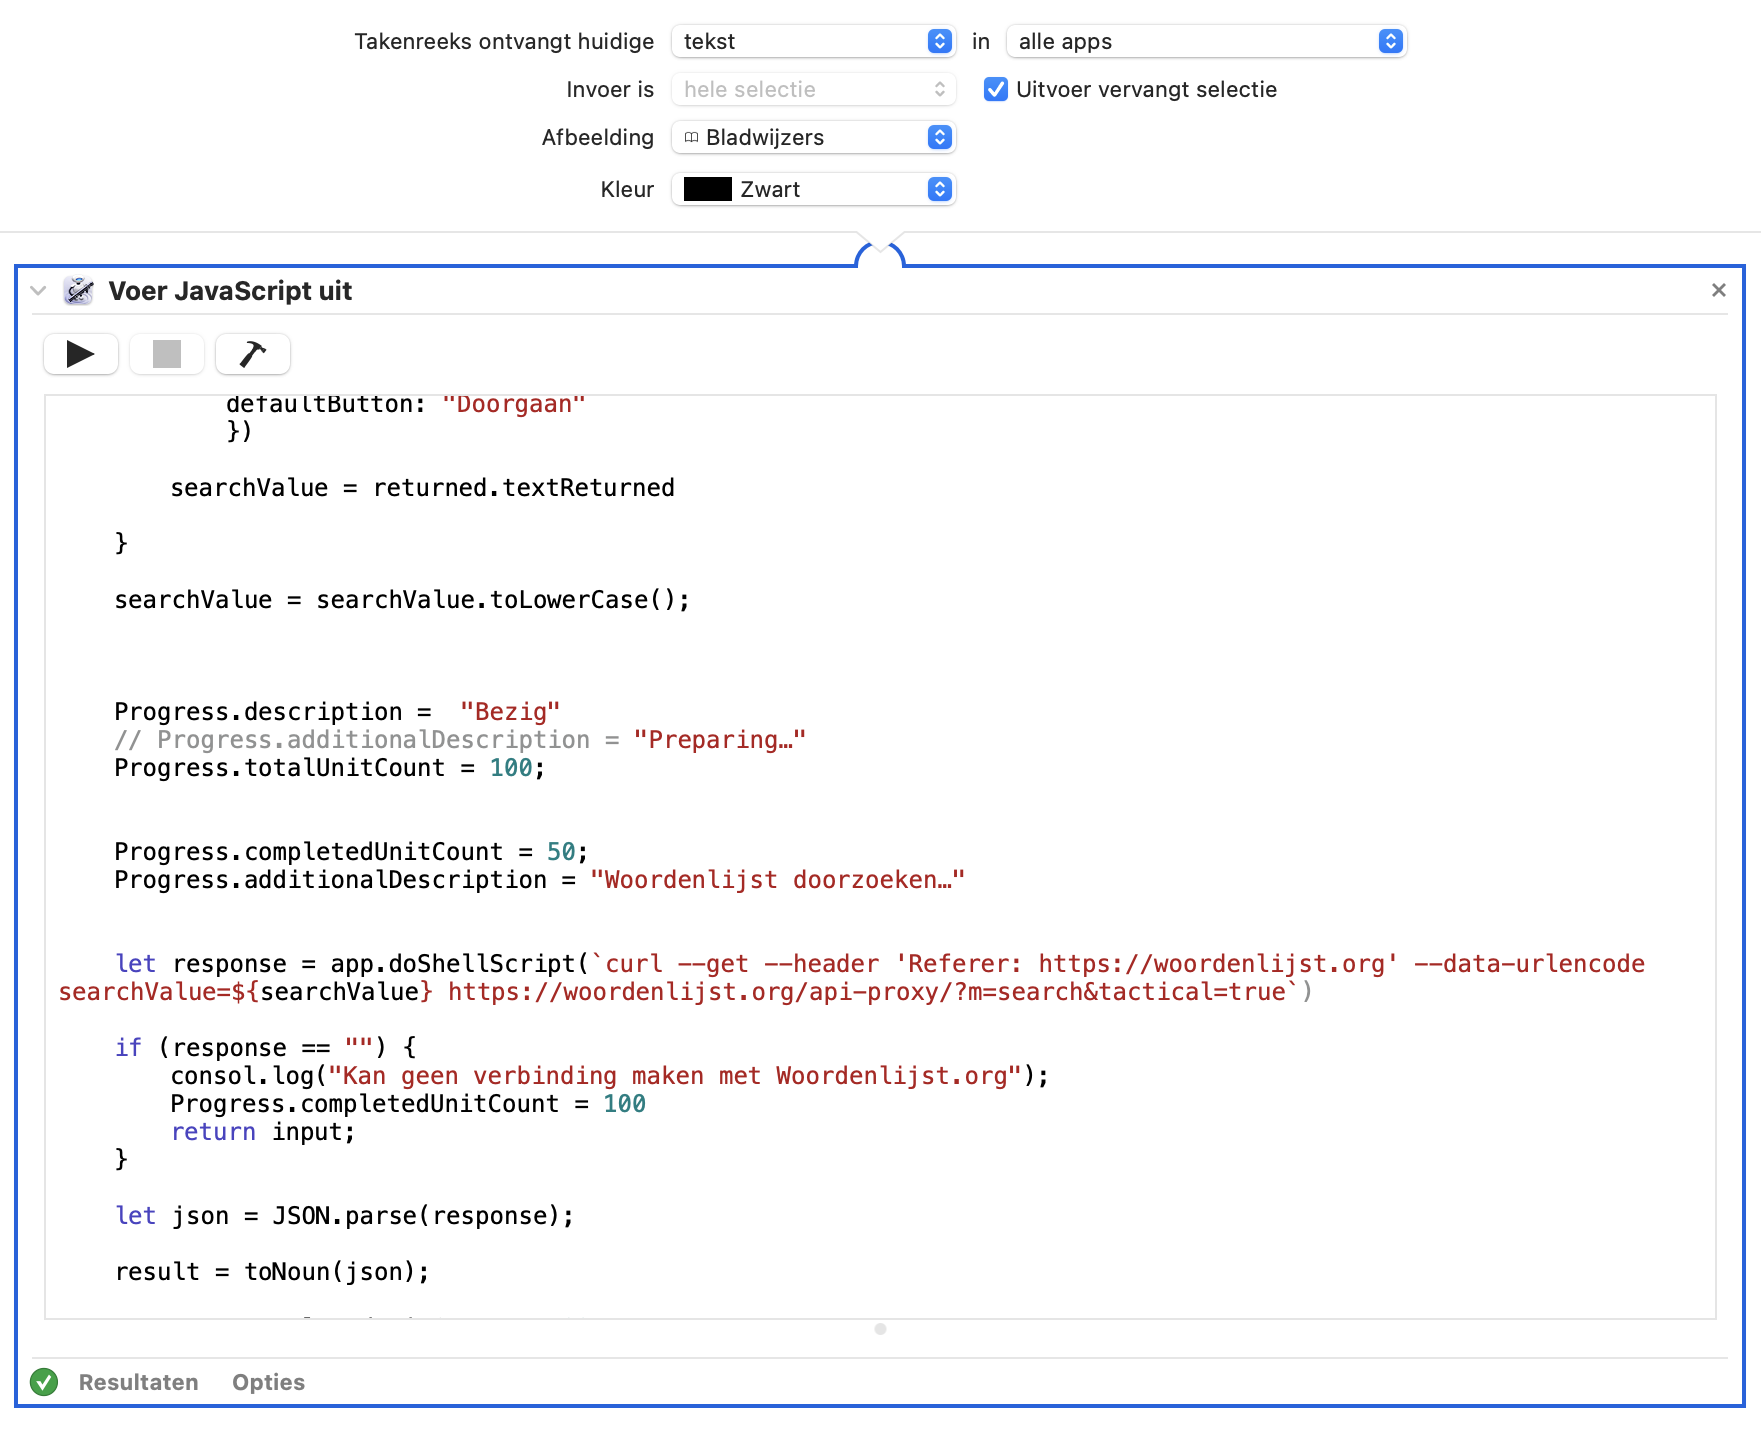 Takenreeks ontvangt huidige tekst in alle apps
Invoer is hele selectie Uitvoer vervangt selectie
Afbeelding Bladwijzers
Kleur Zwart
Voer JavaScript uit
defaultButton: "Doorgaan"
})
searchValue = returned.textReturned
}
searchValue = searchValue.toLowerCase();
Progress.description =  "Bezig"
// Progress.additionalDescription = "Preparing…"
Progress.totalUnitCount = 100;
Progress.completedUnitCount = 50;
Progress.additionalDescription = "Woordenlijst doorzoeken…"
let response = app.doShellScript(`curl --get --header 'Referer: https://woordenlijst.org' --data-urlencode
searchValue=${searchValue} https://woordenlijst.org/api-proxy/?m=search&tactical=true`)
if (response == "") {
consol.log("Kan geen verbinding maken met Woordenlijst.org");
Progress.completedUnitCount = 100
return input;
}
let json = JSON.parse(response);
result = toNoun(json);
Resultaten Opties